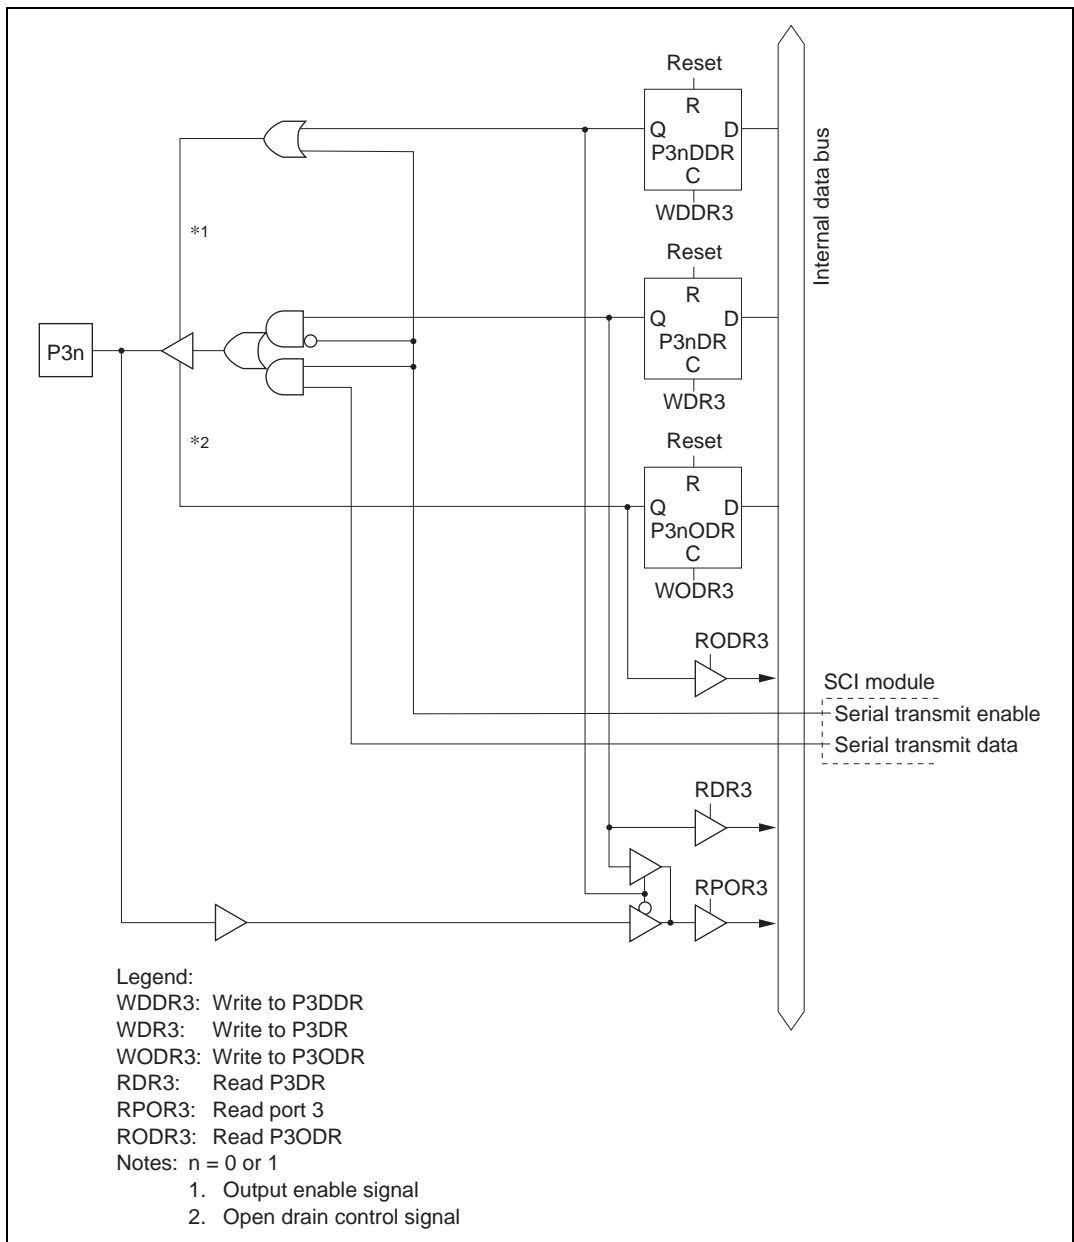 Reset
R
Q D
P3nDDR
C
WDDR3
Internal data bus
*1
Reset
R
Q D
P3nDR
C
WDR3
P3n
*2
Reset
R
Q D
P3nODR
C
WODR3
RODR3
SCI module
Serial transmit enable
Serial transmit data
RDR3
RPOR3
Legend:
WDDR3: Write to P3DDR
WDR3: Write to P3DR
WODR3: Write to P3ODR
RDR3: Read P3DR
RPOR3: Read port 3
RODR3: Read P3ODR
Notes: n = 0 or 1
1. Output enable signal
2. Open drain control signal